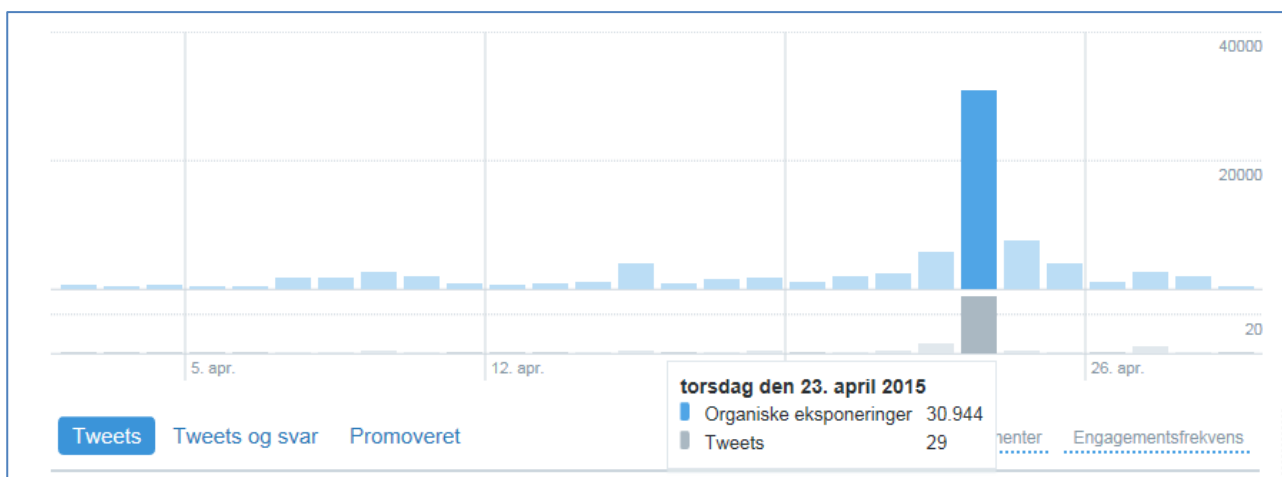 40000
20000
20
5. apr.
12. apr.
26. apr.
torsdag den 23. april 2015
Organiske eksponeringer 30.944
Tweets 29
Tweets Tweets og svar Promoveret
Engagementsfrekvens